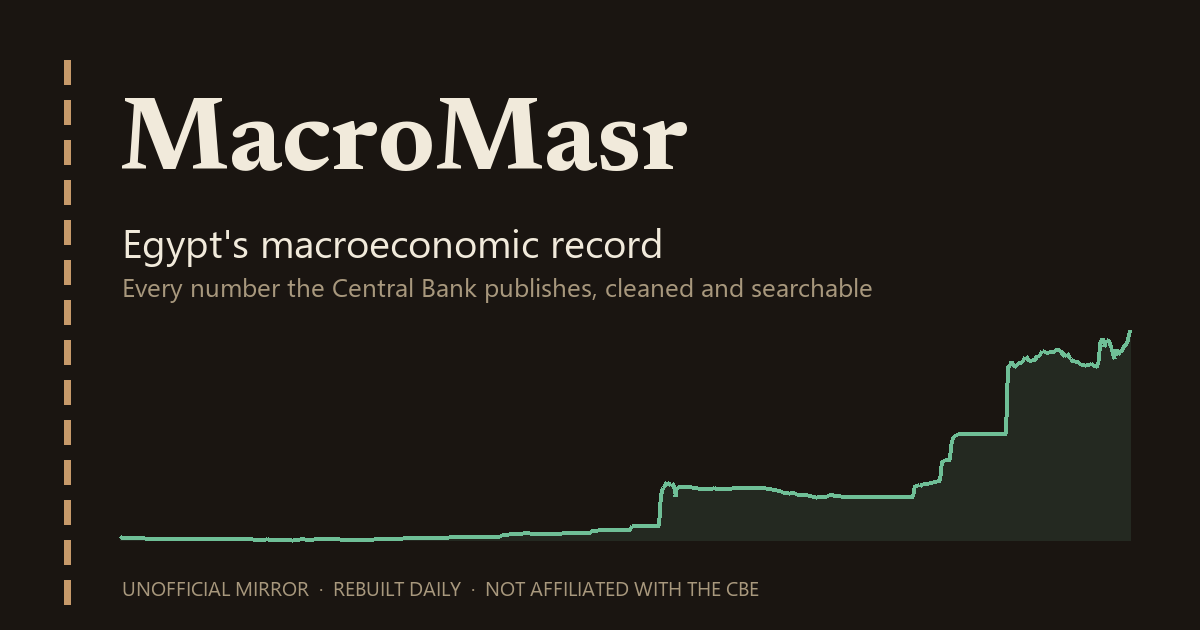 MacroMasr
Egypt's macroeconomic record
Every number the Central Bank publishes, cleaned and searchable
UNOFFICIAL MIRROR · REBUILT DAILY · NOT AFFILIATED WITH THE CBE